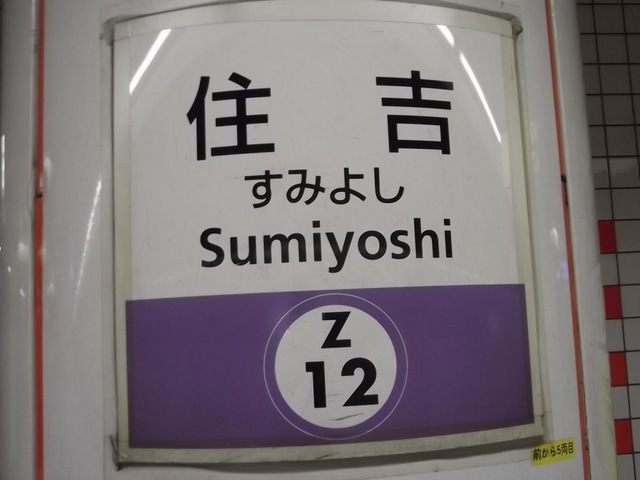 住吉
すみよし
Sumiyoshi
Z
12
前から5両目